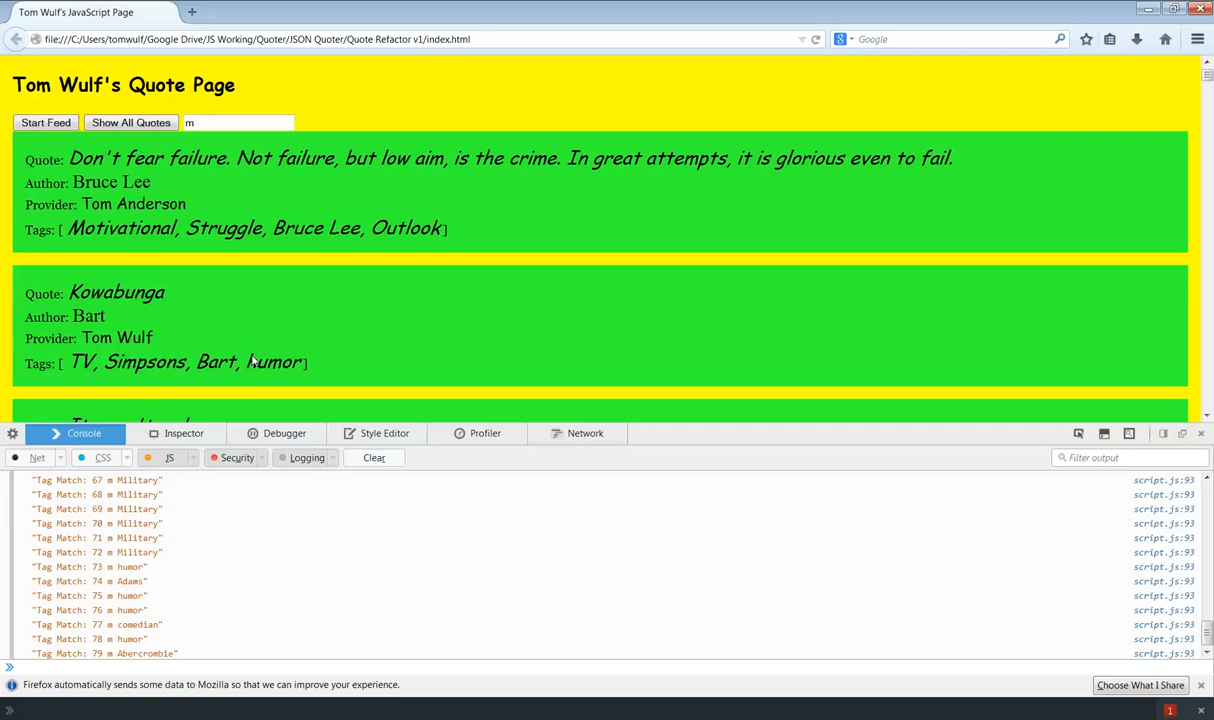 Tom Wulf's JavaScript Page
file:///C:/Users/tomwulf/Google Drive/JS Working/Quoter/JSON Quoter/Quote Refactor v1/index.html
Google
Tom Wulf's Quote Page
Start Feed Show All Quotes m
Quote: Don't fear failure. Not failure, but low aim, is the crime. In great attempts, it is glorious even to fail.
Author: Bruce Lee
Provider: Tom Anderson
Tags: [ Motivational, Struggle, Bruce Lee, Outlook]
Quote: Kowabunga
Author: Bart
Provider: Tom Wulf
Tags: [ TV, Simpsons, Bart, humor]
Console Inspector Debugger Style Editor Profiler Network
Net CSS JS Security Logging Clear Filter output
"Tag Match: 67 m Military" script.js:93
"Tag Match: 68 m Military" script.js:93
"Tag Match: 69 m Military" script.js:93
"Tag Match: 70 m Military" script.js:93
"Tag Match: 71 m Military" script.js:93
"Tag Match: 72 m Military" script.js:93
"Tag Match: 73 m humor" script.js:93
"Tag Match: 74 m Adams" script.js:93
"Tag Match: 75 m humor" script.js:93
"Tag Match: 76 m humor" script.js:93
"Tag Match: 77 m comedian" script.js:93
"Tag Match: 78 m humor" script.js:93
"Tag Match: 79 m Abercrombie" script.js:93
Firefox automatically sends some data to Mozilla so that we can improve your experience. Choose What I Share
1